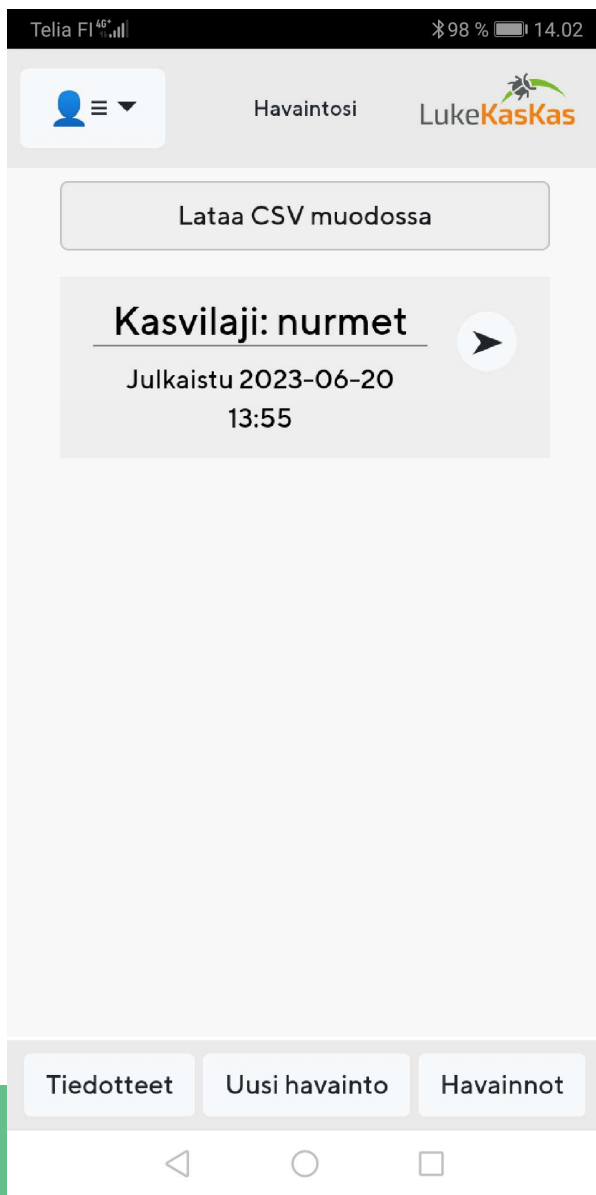 Telia FI 4G+ 98 % 14.02
Havaintosi
LukeKasKas
Lataa CSV muodossa
Kasvilaji: nurmet
Julkaistu 2023-06-20
13:55
Tiedotteet Uusi havainto Havainnot